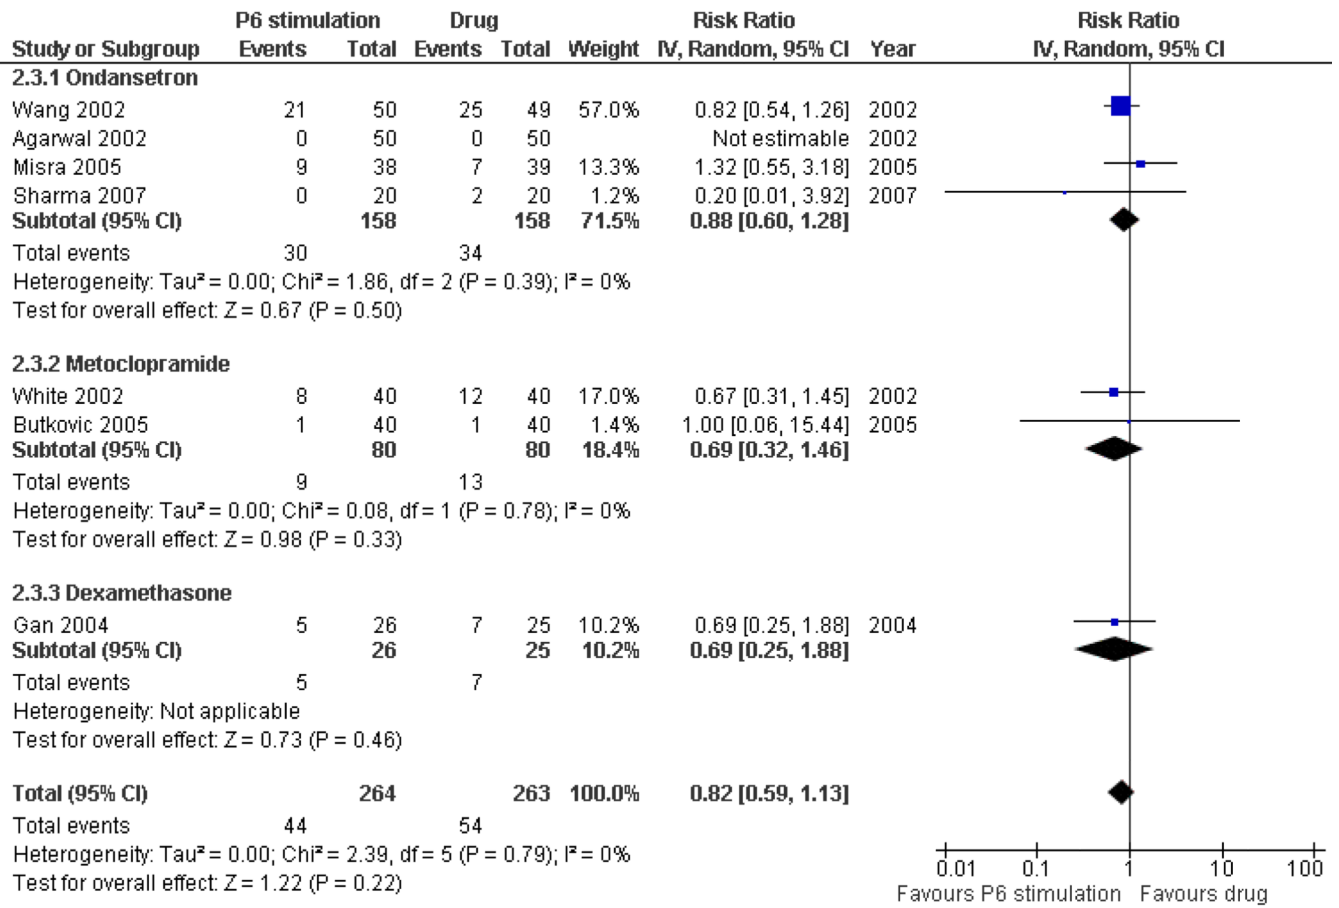 P6 stimulation Drug Risk Ratio Risk Ratio
Study or Subgroup Events Total Events Total Weight IV, Random, 95% CI Year IV, Random, 95% CI
2.3.1 Ondansetron
Wang 2002 21 50 25 49 57.0% 0.82 [0.54, 1.26] 2002
Agarwal 2002 0 50 0 50 Not estimable 2002
Misra 2005 9 38 7 39 13.3% 1.32 [0.55, 3.18] 2005
Sharma 2007 0 20 2 20 1.2% 0.20 [0.01, 3.92] 2007
Subtotal (95% CI) 158 158 71.5% 0.88 [0.60, 1.28]
Total events 30 34
Heterogeneity: Tau² = 0.00; Chi² = 1.86, df = 2 (P = 0.39); I² = 0%
Test for overall effect: Z = 0.67 (P = 0.50)
2.3.2 Metoclopramide
White 2002 8 40 12 40 17.0% 0.67 [0.31, 1.45] 2002
Butkovic 2005 1 40 1 40 1.4% 1.00 [0.06, 15.44] 2005
Subtotal (95% CI) 80 80 18.4% 0.69 [0.32, 1.46]
Total events 9 13
Heterogeneity: Tau² = 0.00; Chi² = 0.08, df = 1 (P = 0.78); I² = 0%
Test for overall effect: Z = 0.98 (P = 0.33)
2.3.3 Dexamethasone
Gan 2004 5 26 7 25 10.2% 0.69 [0.25, 1.88] 2004
Subtotal (95% CI) 26 25 10.2% 0.69 [0.25, 1.88]
Total events 5 7
Heterogeneity: Not applicable
Test for overall effect: Z = 0.73 (P = 0.46)
Total (95% CI) 264 263 100.0% 0.82 [0.59, 1.13]
Total events 44 54
Heterogeneity: Tau² = 0.00; Chi² = 2.39, df = 5 (P = 0.79); I² = 0%
Test for overall effect: Z = 1.22 (P = 0.22)
0.01 0.1 1 10 100
Favours P6 stimulation Favours drug